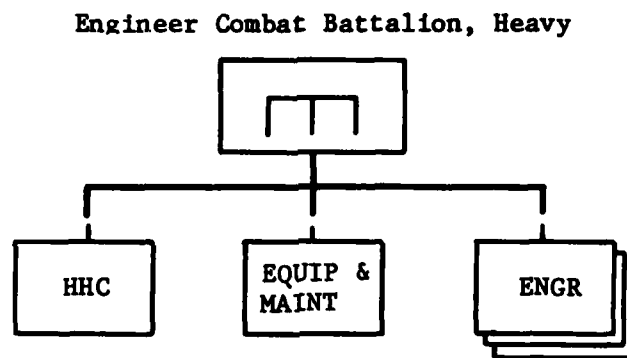 Engineer Combat Battalion, Heavy
HHC
EQUIP &
MAINT
ENGR